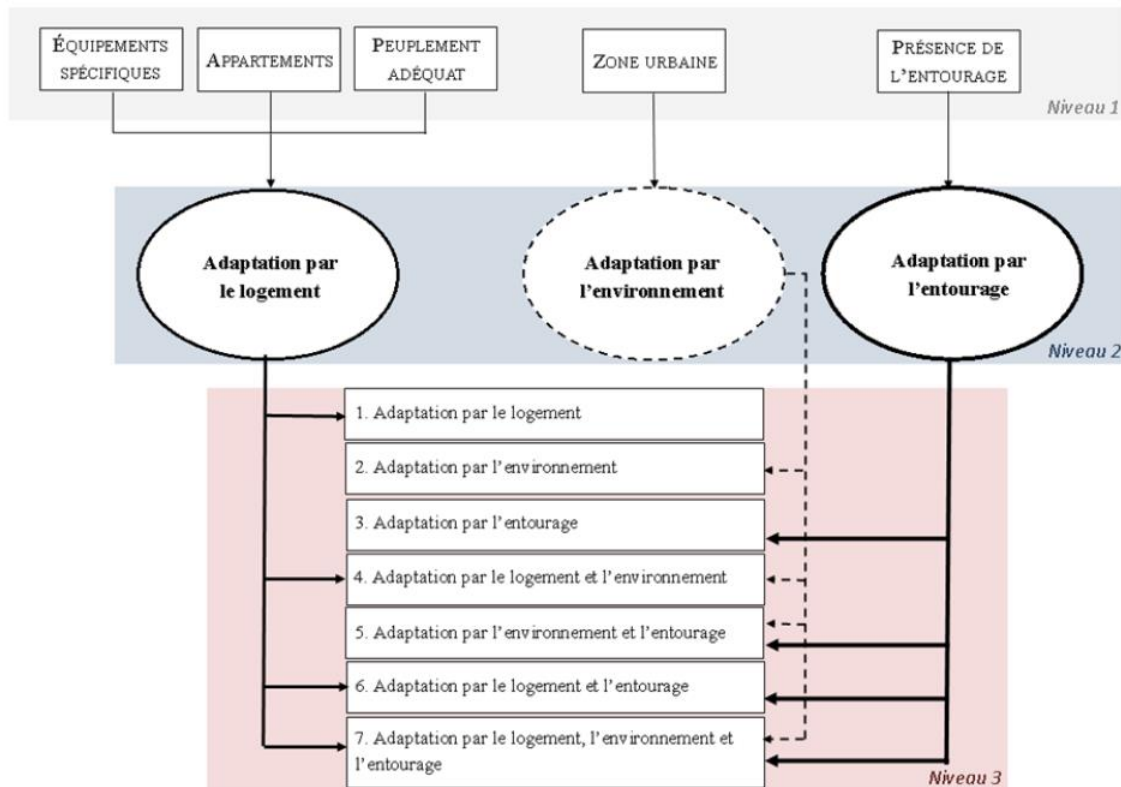 ÉQUIPEMENTS
SPÉCIFIQUES
APPARTEMENTS
PEUPLEMENT
ADÉQUAT
ZONE URBAINE
PRÉSENCE DE
L'ENTOURAGE
Niveau 1
Adaptation par
le logement
Adaptation par
l'environnement
Adaptation par
l'entourage
Niveau 2
1. Adaptation par le logement
2. Adaptation par l'environnement
3. Adaptation par l'entourage
4. Adaptation par le logement et l'environnement
5. Adaptation par l'environnement et l'entourage
6. Adaptation par le logement et l'entourage
7. Adaptation par le logement, l'environnement et
l'entourage
Niveau 3